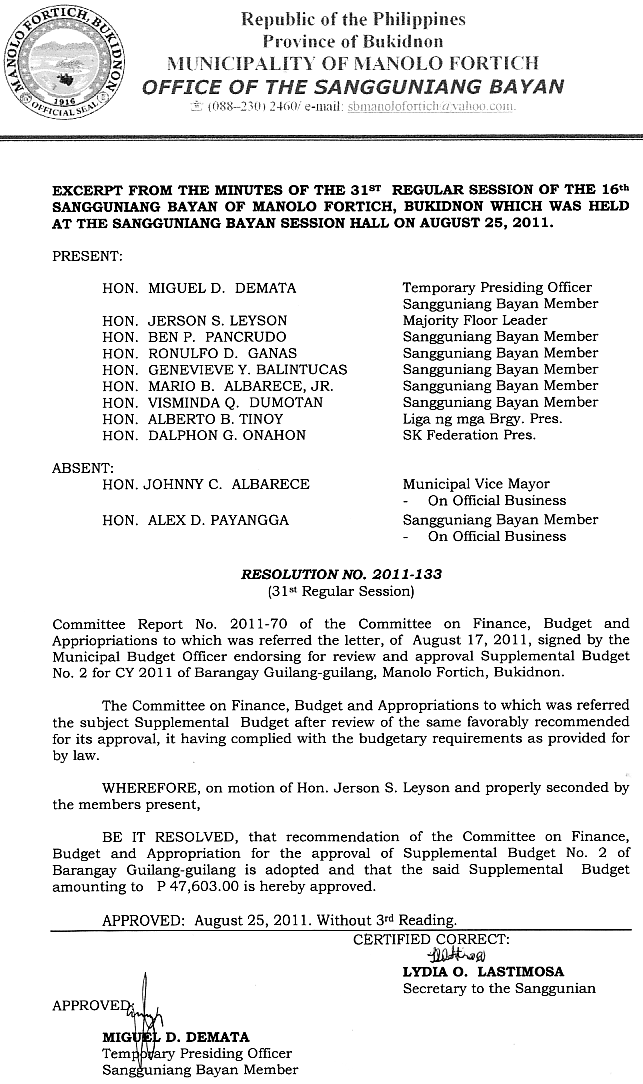 MANOLO FORTICH, BUKIDNON
1916
OFFICIAL SEAL
Republic of the Philippines
Province of Bukidnon
MUNICIPALITY OF MANOLO FORTICH
OFFICE OF THE SANGGUNIANG BAYAN
☏ (088–230) 2460/ e-mail: sbmanolofortich@yahoo.com.
EXCERPT FROM THE MINUTES OF THE 31ST REGULAR SESSION OF THE 16th
SANGGUNIANG BAYAN OF MANOLO FORTICH, BUKIDNON WHICH WAS HELD
AT THE SANGGUNIANG BAYAN SESSION HALL ON AUGUST 25, 2011.
PRESENT:
HON. MIGUEL D. DEMATA Temporary Presiding Officer
Sangguniang Bayan Member
HON. JERSON S. LEYSON Majority Floor Leader
HON. BEN P. PANCRUDO Sangguniang Bayan Member
HON. RONULFO D. GANAS Sangguniang Bayan Member
HON. GENEVIEVE Y. BALINTUCAS Sangguniang Bayan Member
HON. MARIO B. ALBARECE, JR. Sangguniang Bayan Member
HON. VISMINDA Q. DUMOTAN Sangguniang Bayan Member
HON. ALBERTO B. TINOY Liga ng mga Brgy. Pres.
HON. DALPHON G. ONAHON SK Federation Pres.
ABSENT:
HON. JOHNNY C. ALBARECE Municipal Vice Mayor
- On Official Business
HON. ALEX D. PAYANGGA Sangguniang Bayan Member
- On Official Business
RESOLUTION NO. 2011-133
(31st Regular Session)
Committee Report No. 2011-70 of the Committee on Finance, Budget and
Appriopriations to which was referred the letter, of August 17, 2011, signed by the
Municipal Budget Officer endorsing for review and approval Supplemental Budget
No. 2 for CY 2011 of Barangay Guilang-guilang, Manolo Fortich, Bukidnon.
The Committee on Finance, Budget and Appropriations to which was referred
the subject Supplemental Budget after review of the same favorably recommended
for its approval, it having complied with the budgetary requirements as provided for
by law.
WHEREFORE, on motion of Hon. Jerson S. Leyson and properly seconded by
the members present,
BE IT RESOLVED, that recommendation of the Committee on Finance,
Budget and Appropriation for the approval of Supplemental Budget No. 2 of
Barangay Guilang-guilang is adopted and that the said Supplemental Budget
amounting to P 47,603.00 is hereby approved.
APPROVED: August 25, 2011. Without 3rd Reading.
CERTIFIED CORRECT:
LYDIA O. LASTIMOSA
Secretary to the Sanggunian
APPROVED:
MIGUEL D. DEMATA
Temporary Presiding Officer
Sangguniang Bayan Member